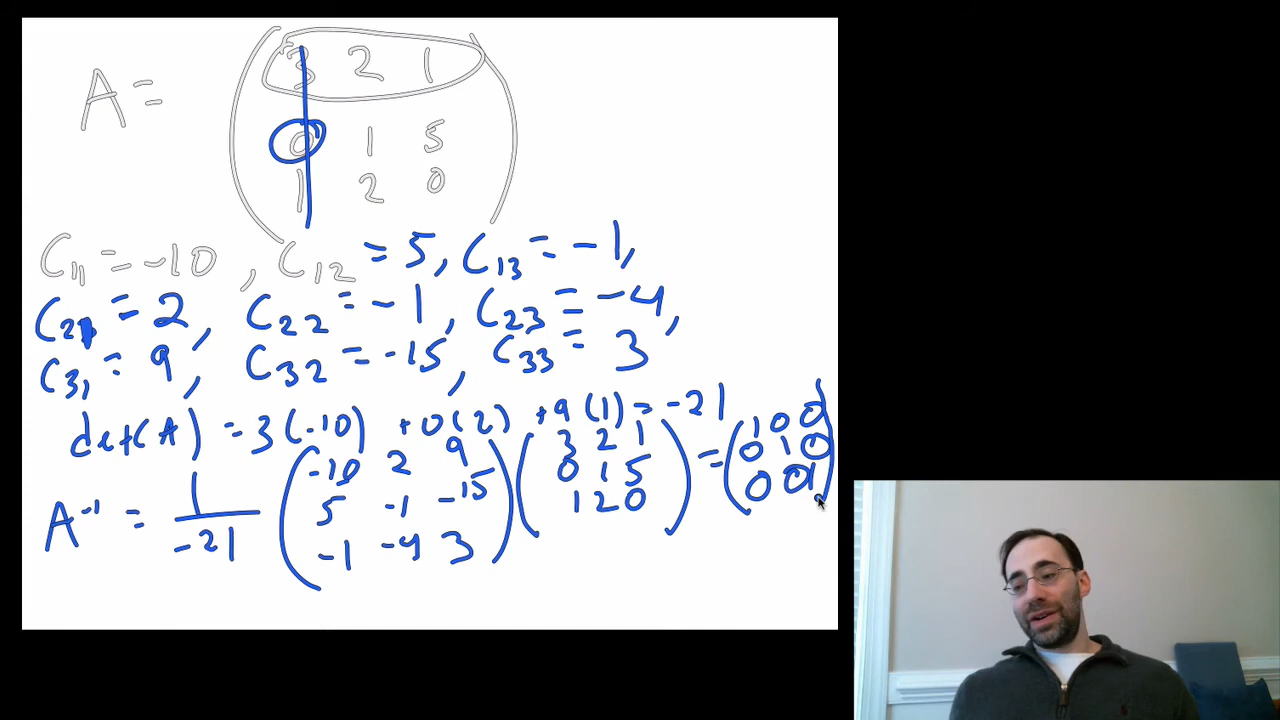 A = ( 3 2 1
0 1 5
1 2 0 )
C11 = -10 , C12 = 5, C13 = -1,
C21 = 2 , C22 = -1 , C23 = -4 ,
C31 = 9 , C32 = -15 , C33 = 3
det(A) = 3(-10) + 0(2) + 9(1) = -21
A-1 = 1/-21 ( -10 2 9 ) ( 3 2 1 ) = ( 1 0 0 )
( 5 -1 -15 ) ( 0 1 5 ) ( 0 1 0 )
( -1 -4 3 ) ( 1 2 0 ) ( 0 0 1 )